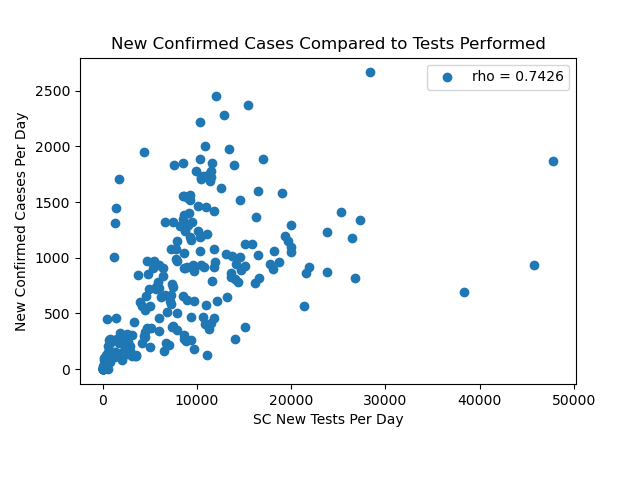 New Confirmed Cases Compared to Tests Performed
rho = 0.7426
New Confirmed Caeses Per Day
2500
2000
1500
1000
500
0
0 10000 20000 30000 40000 50000
SC New Tests Per Day